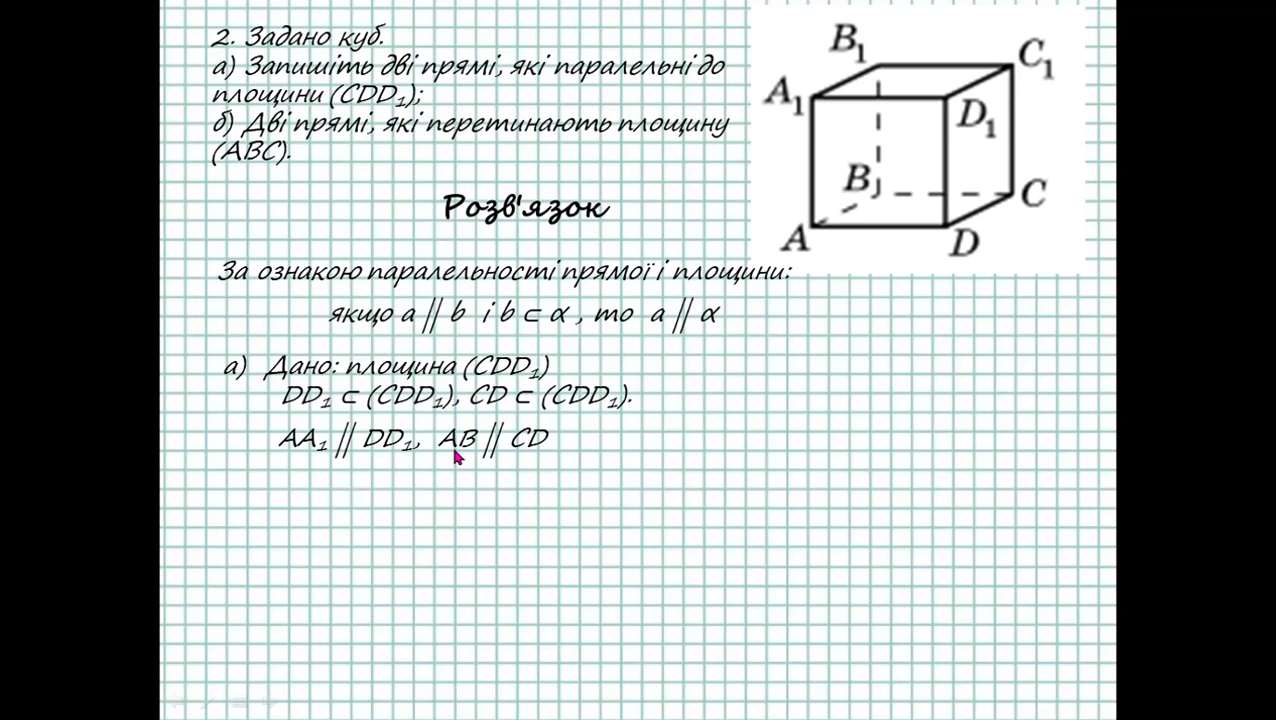 2. Задано куб.
а) Запишіть дві прямі, які паралельні до
площини (CDD₁);
б) Дві прямі, які перетинають площину
(ABC).
Розв'язок
За ознакою паралельності прямої і площини:
якщо a || b і b ⊂ α , то a || α
а) Дано: площина (CDD₁)
DD₁ ⊂ (CDD₁), CD ⊂ (CDD₁).
AA₁ || DD₁, AB || CD
B₁
C₁
A₁
D₁
B
C
A
D